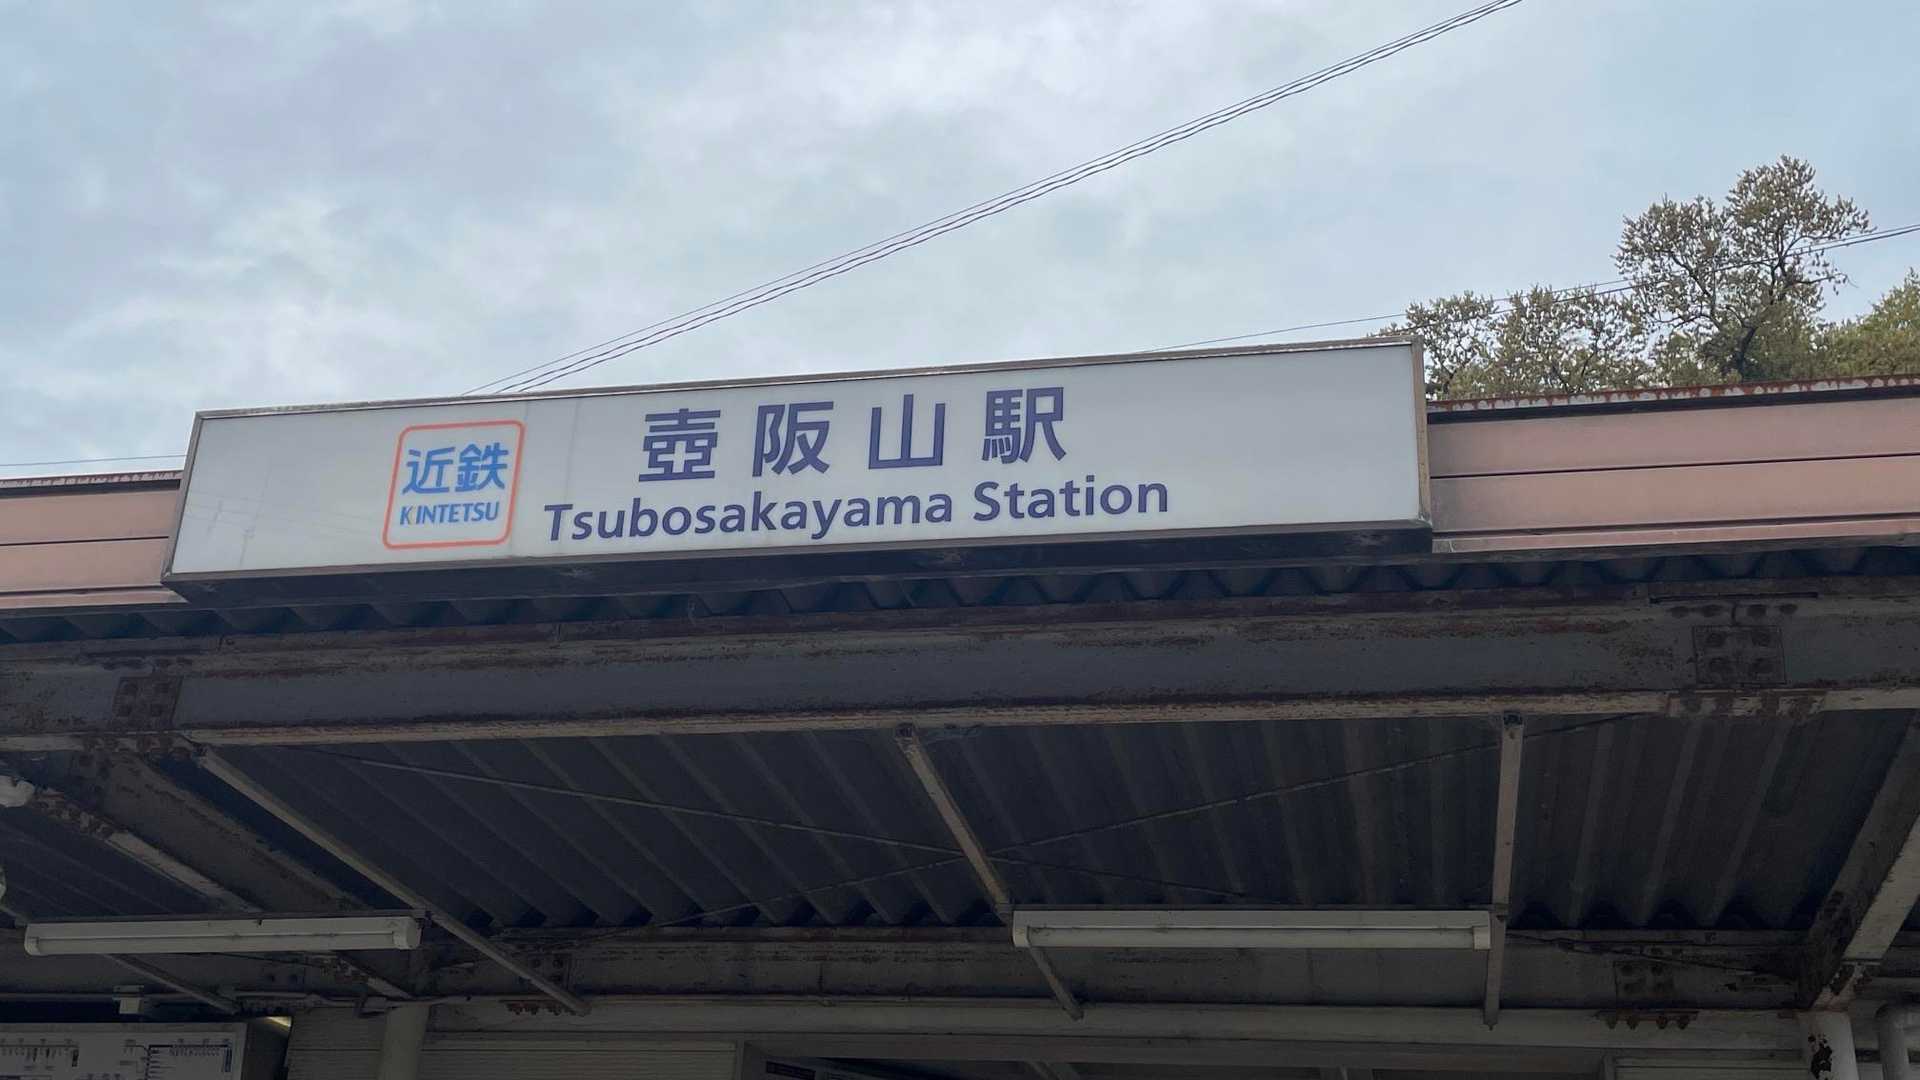 近鉄
KINTETSU
壺阪山駅
Tsubosakayama Station